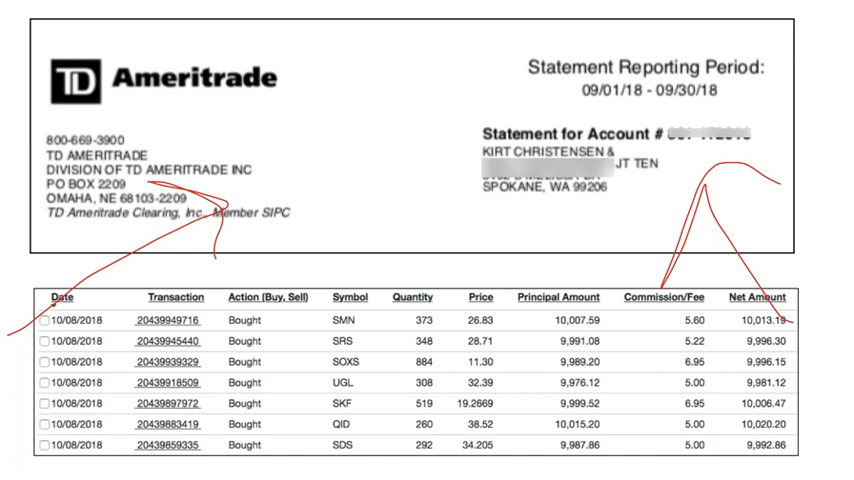 TD Ameritrade
Statement Reporting Period:
09/01/18 - 09/30/18
800-669-3900
TD AMERITRADE
DIVISION OF TD AMERITRADE INC
PO BOX 2209
OMAHA, NE 68103-2209
TD Ameritrade Clearing, Inc., Member SIPC
Statement for Account #
KIRT CHRISTENSEN &
JT TEN
SPOKANE, WA 99206
Date Transaction Action (Buy, Sell) Symbol Quantity Price Principal Amount Commission/Fee Net Amount
10/08/2018 20439949716 Bought SMN 373 26.83 10,007.59 5.60 10,013.19
10/08/2018 20439945440 Bought SRS 348 28.71 9,991.08 5.22 9,996.30
10/08/2018 20439939329 Bought SOXS 884 11.30 9,989.20 6.95 9,996.15
10/08/2018 20439918509 Bought UGL 308 32.39 9,976.12 5.00 9,981.12
10/08/2018 20439897972 Bought SKF 519 19.2669 9,999.52 6.95 10,006.47
10/08/2018 20439883419 Bought QID 260 38.52 10,015.20 5.00 10,020.20
10/08/2018 20439859335 Bought SDS 292 34.205 9,987.86 5.00 9,992.86